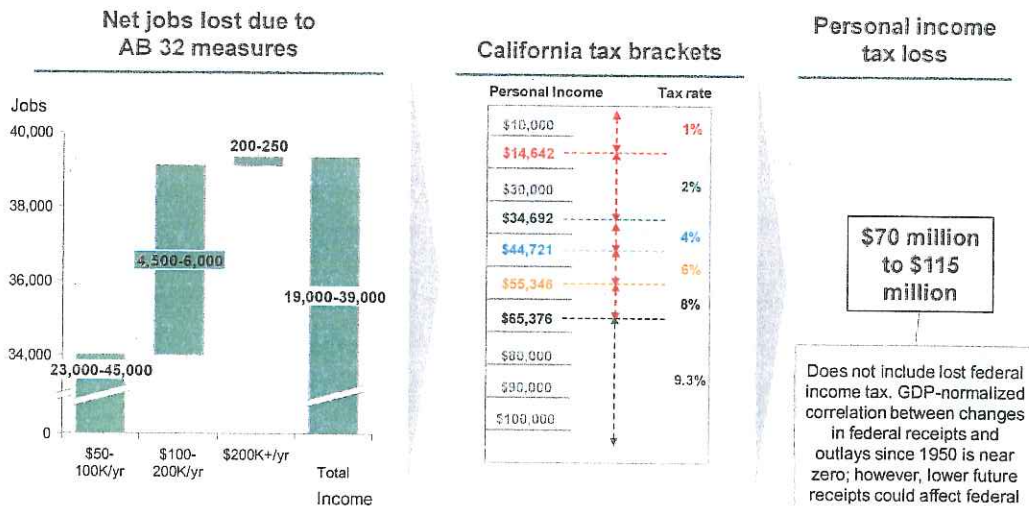 Net jobs lost due to
AB 32 measures
Jobs
40,000
38,000
36,000
34,000
0
200-250
4,500-6,000
19,000-39,000
23,000-45,000
$50-
100K/yr
$100-
200K/yr
$200K+/yr
Total
Income
California tax brackets
Personal Income Tax rate
$10,000
1%
$14,642
$30,000
2%
$34,692
4%
$44,721
6%
$55,346
8%
$65,376
$80,000
9.3%
$90,000
$100,000
Personal income
tax loss
$70 million
to $115
million
Does not include lost federal
income tax. GDP-normalized
correlation between changes
in federal receipts and
outlays since 1950 is near
zero; however, lower future
receipts could affect federal